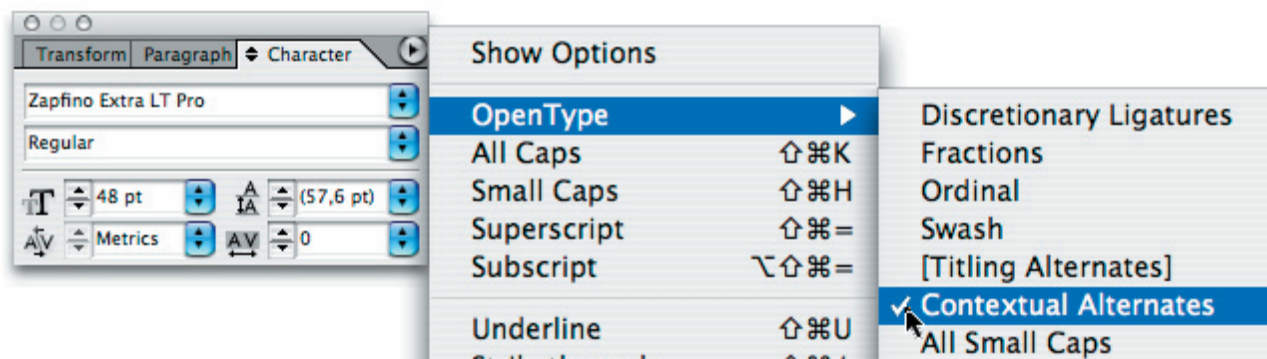 Transform Paragraph Character
Zapfino Extra LT Pro
Regular
48 pt (57,6 pt)
Metrics 0
Show Options
OpenType
All Caps ⇧⌘K
Small Caps ⇧⌘H
Superscript ⇧⌘=
Subscript ⌥⇧⌘=
Underline ⇧⌘U
Discretionary Ligatures
Fractions
Ordinal
Swash
[Titling Alternates]
✓ Contextual Alternates
All Small Caps